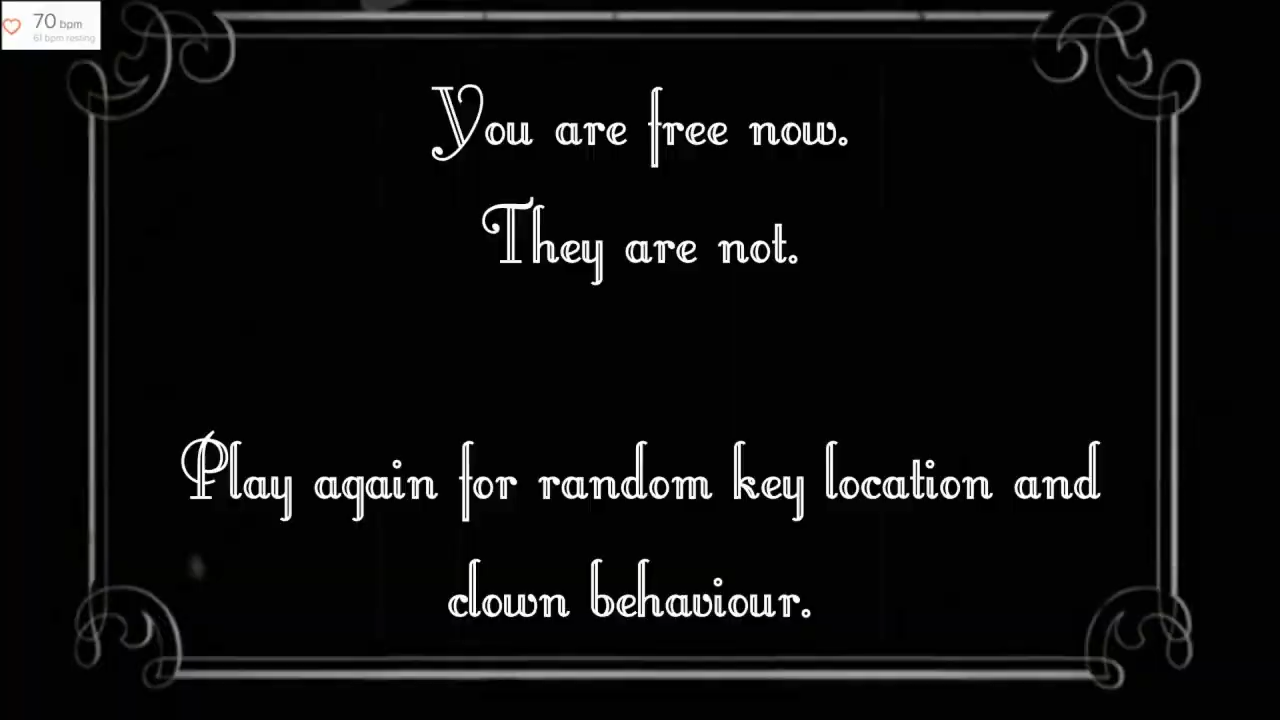 70 bpm
61 bpm resting
You are free now.
They are not.
Play again for random key location and
clown behaviour.